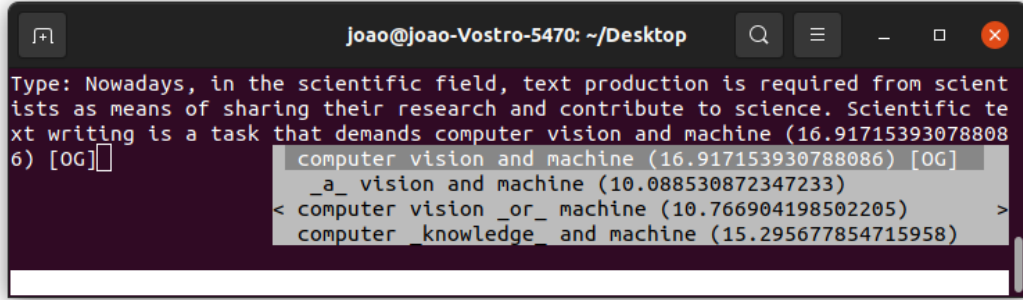 joao@joao-Vostro-5470: ~/Desktop
Type: Nowadays, in the scientific field, text production is required from scient
ists as means of sharing their research and contribute to science. Scientific te
xt writing is a task that demands computer vision and machine (16.91715393078808
6) [OG]
computer vision and machine (16.917153930788086) [OG]
_a_ vision and machine (10.088530872347233)
< computer vision _or_ machine (10.766904198502205) >
computer _knowledge_ and machine (15.295677854715958)